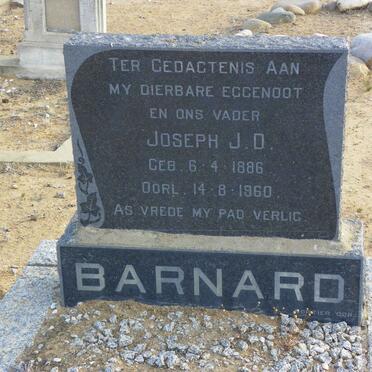 TER GEDAGTENIS AAN
MY DIERBARE EGGENOOT
EN ONS VADER
JOSEPH J.D.
GEB. 6-4-1886
OORL. 14-8-1960
AS VREDE MY PAD VERLIG
BARNARD